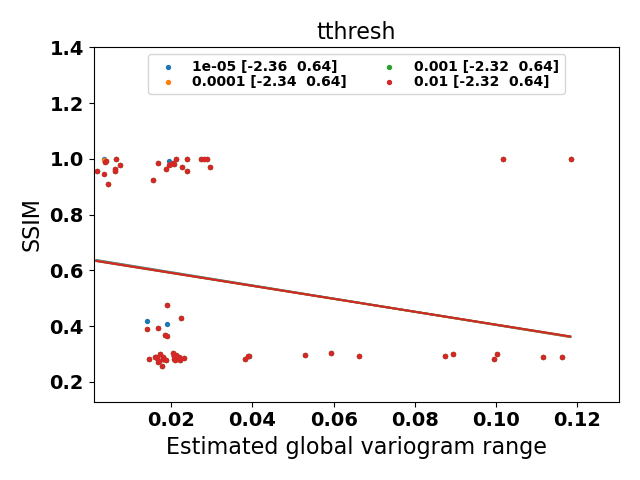 tthresh
1e-05 [-2.36  0.64]
0.0001 [-2.34  0.64]
0.001 [-2.32  0.64]
0.01 [-2.32  0.64]
1.4
1.2
1.0
0.8
0.6
0.4
0.2
SSIM
0.02 0.04 0.06 0.08 0.10 0.12
Estimated global variogram range